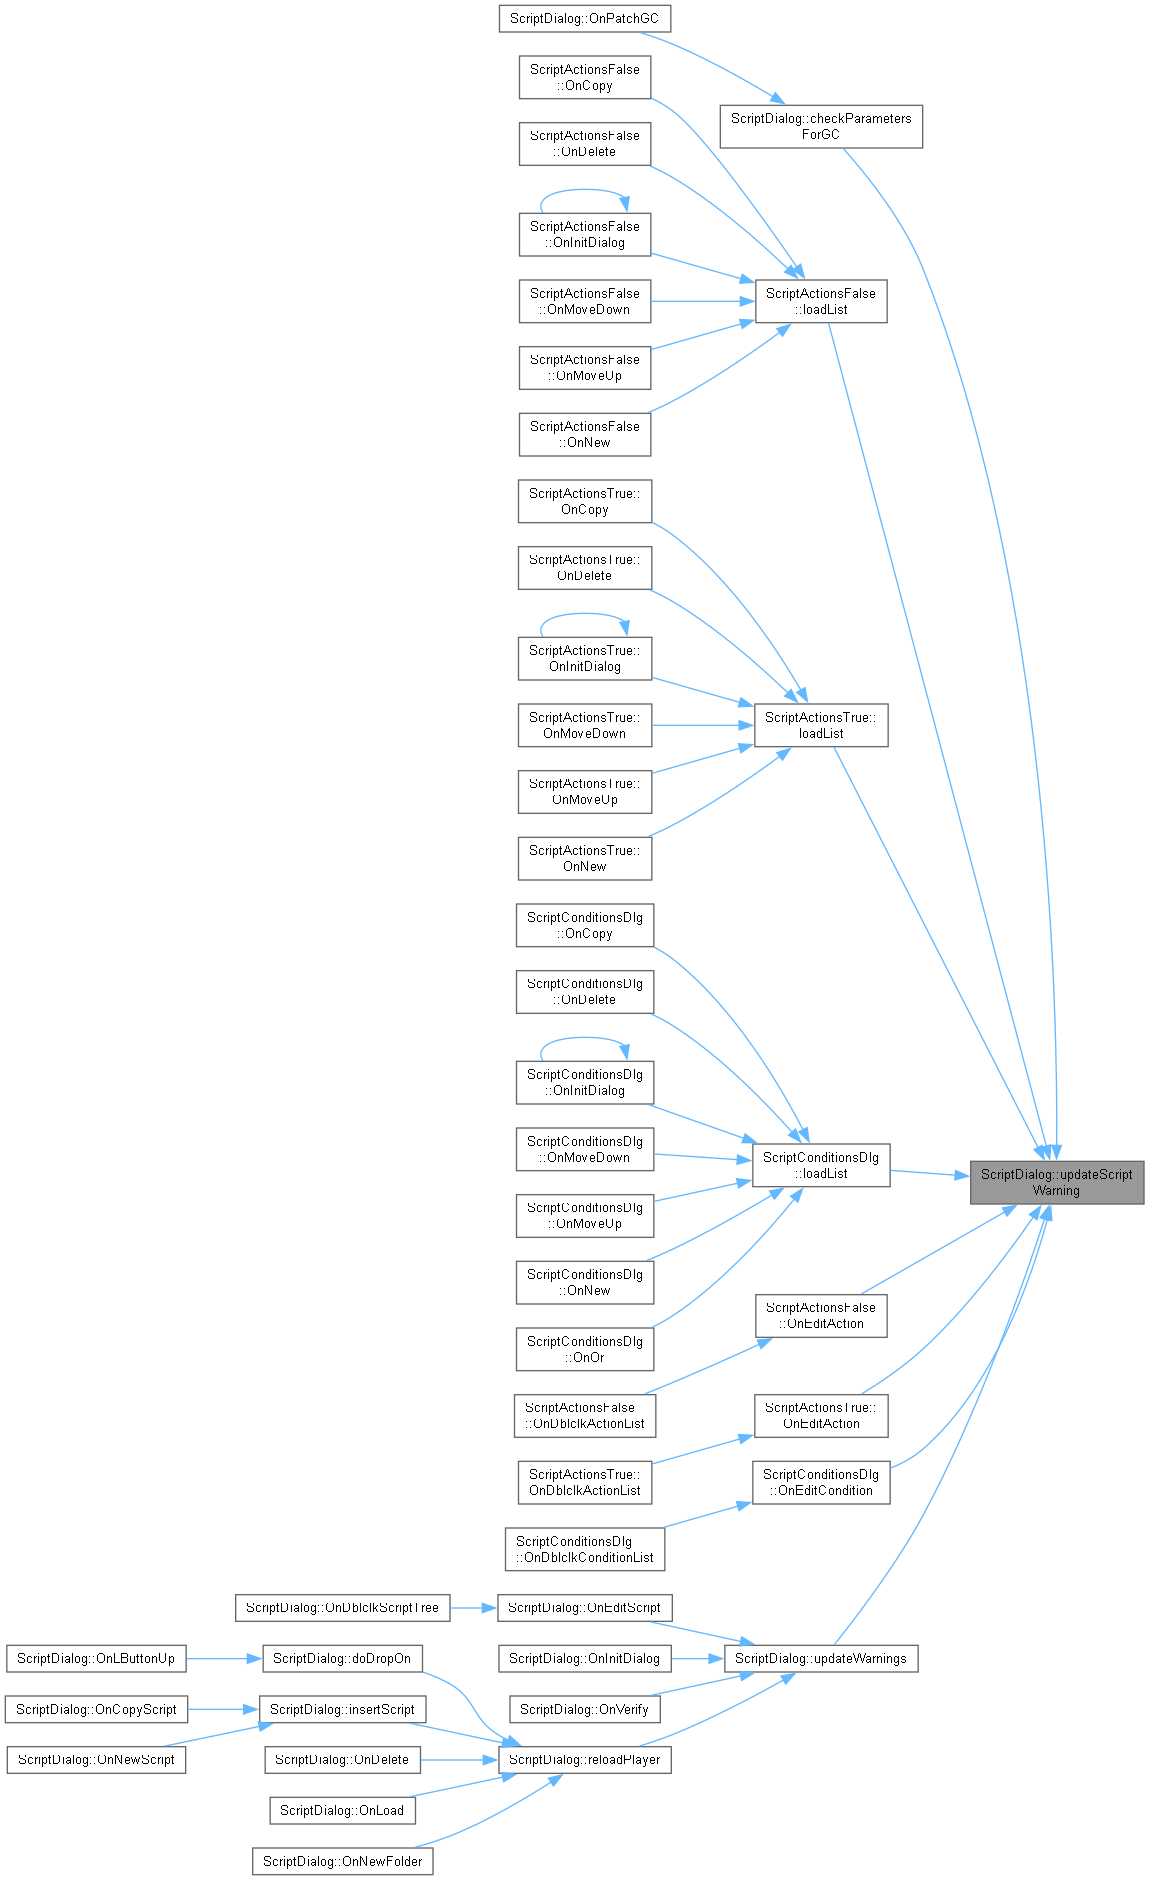 ScriptDialog::OnPatchGC
ScriptActionsFalse
::OnCopy
ScriptDialog::checkParameters
ForGC
ScriptActionsFalse
::OnDelete
ScriptActionsFalse
::OnInitDialog
ScriptActionsFalse
::OnMoveDown
ScriptActionsFalse
::loadList
ScriptActionsFalse
::OnMoveUp
ScriptActionsFalse
::OnNew
ScriptActionsTrue::
OnCopy
ScriptActionsTrue::
OnDelete
ScriptActionsTrue::
OnInitDialog
ScriptActionsTrue::
OnMoveDown
ScriptActionsTrue::
loadList
ScriptActionsTrue::
OnMoveUp
ScriptActionsTrue::
OnNew
ScriptConditionsDlg
::OnCopy
ScriptConditionsDlg
::OnDelete
ScriptConditionsDlg
::OnInitDialog
ScriptConditionsDlg
::OnMoveDown
ScriptConditionsDlg
::loadList
ScriptDialog::updateScript
Warning
ScriptConditionsDlg
::OnMoveUp
ScriptConditionsDlg
::OnNew
ScriptActionsFalse
::OnEditAction
ScriptConditionsDlg
::OnOr
ScriptActionsFalse
::OnDblclkActionList
ScriptActionsTrue::
OnEditAction
ScriptActionsTrue::
OnDblclkActionList
ScriptConditionsDlg
::OnEditCondition
ScriptConditionsDlg
::OnDblclkConditionList
ScriptDialog::OnDblclkScriptTree
ScriptDialog::OnEditScript
ScriptDialog::OnLButtonUp
ScriptDialog::doDropOn
ScriptDialog::OnInitDialog
ScriptDialog::updateWarnings
ScriptDialog::OnCopyScript
ScriptDialog::insertScript
ScriptDialog::OnVerify
ScriptDialog::OnNewScript
ScriptDialog::OnDelete
ScriptDialog::reloadPlayer
ScriptDialog::OnLoad
ScriptDialog::OnNewFolder